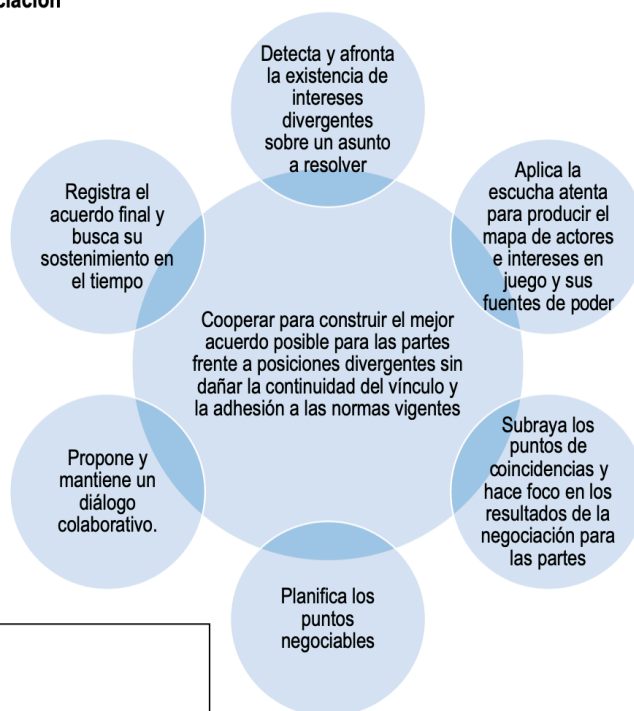 ciación
Detecta y afronta
la existencia de
intereses
divergentes
sobre un asunto
a resolver
Aplica la
escucha atenta
para producir el
mapa de actores
e intereses en
juego y sus
fuentes de poder
Subraya los
puntos de
coincidencias y
hace foco en los
resultados de la
negociación para
las partes
Planifica los
puntos
negociables
Propone y
mantiene un
diálogo
colaborativo.
Registra el
acuerdo final y
busca su
sostenimiento en
el tiempo
Cooperar para construir el mejor
acuerdo posible para las partes
frente a posiciones divergentes sin
dañar la continuidad del vínculo y
la adhesión a las normas vigentes